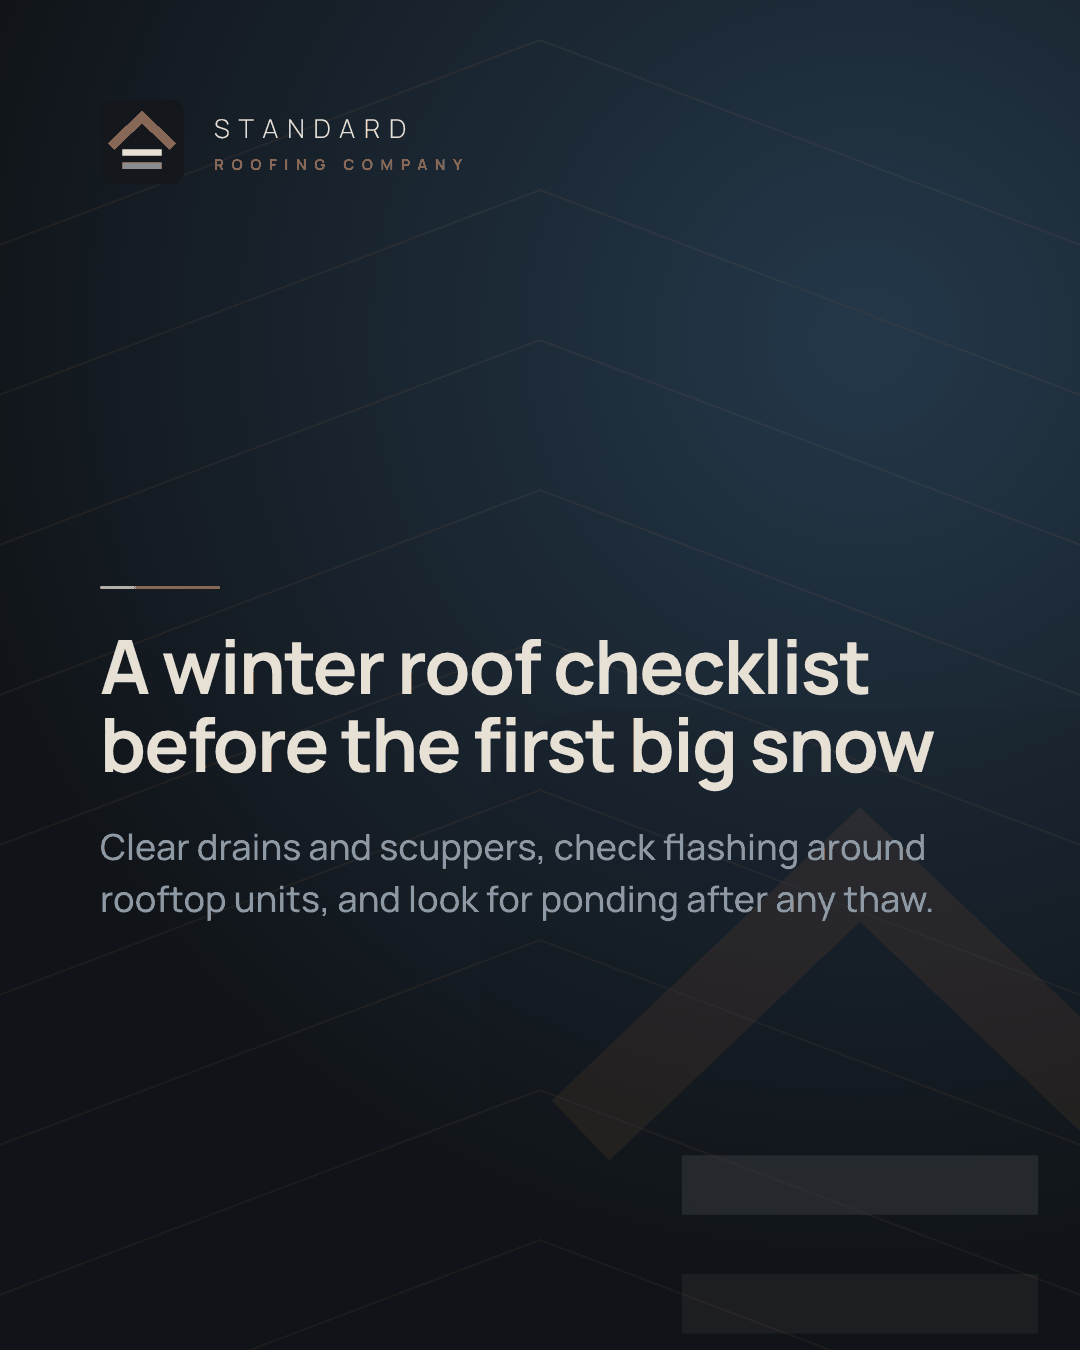 STANDARD
ROOFING COMPANY
A winter roof checklist
before the first big snow
Clear drains and scuppers, check flashing around
rooftop units, and look for ponding after any thaw.